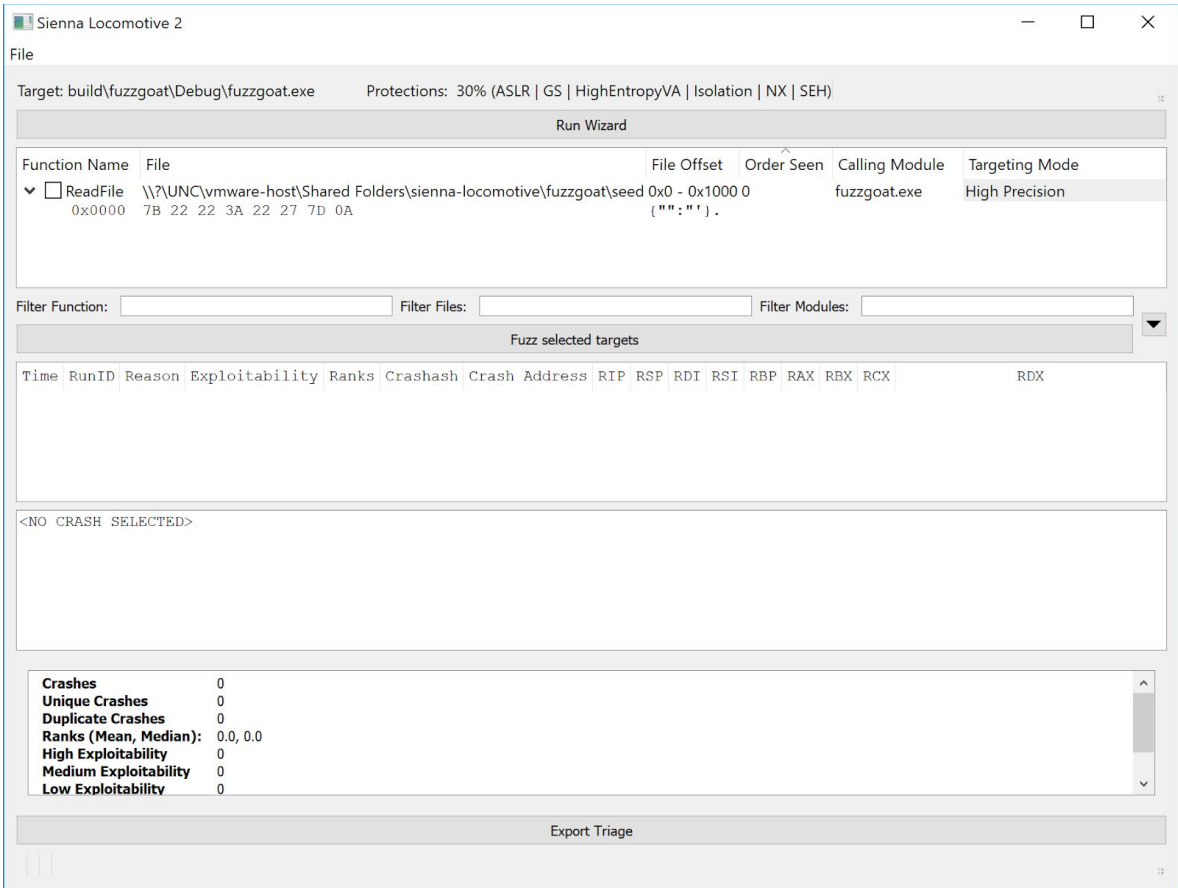 Sienna Locomotive 2
File
Target: build\fuzzgoat\Debug\fuzzgoat.exe Protections: 30% (ASLR | GS | HighEntropyVA | Isolation | NX | SEH)
Run Wizard
Function Name File File Offset Order Seen Calling Module Targeting Mode
ReadFile \\?\UNC\vmware-host\Shared Folders\sienna-locomotive\fuzzgoat\seed 0x0 - 0x1000 0 fuzzgoat.exe High Precision
0x0000 7B 22 22 3A 22 27 7D 0A {"":"'}.
Filter Function: Filter Files: Filter Modules:
Fuzz selected targets
Time RunID Reason Exploitability Ranks Crashash Crash Address RIP RSP RDI RSI RBP RAX RBX RCX RDX
<NO CRASH SELECTED>
Crashes 0
Unique Crashes 0
Duplicate Crashes 0
Ranks (Mean, Median): 0.0, 0.0
High Exploitability 0
Medium Exploitability 0
Low Exploitability 0
Export Triage